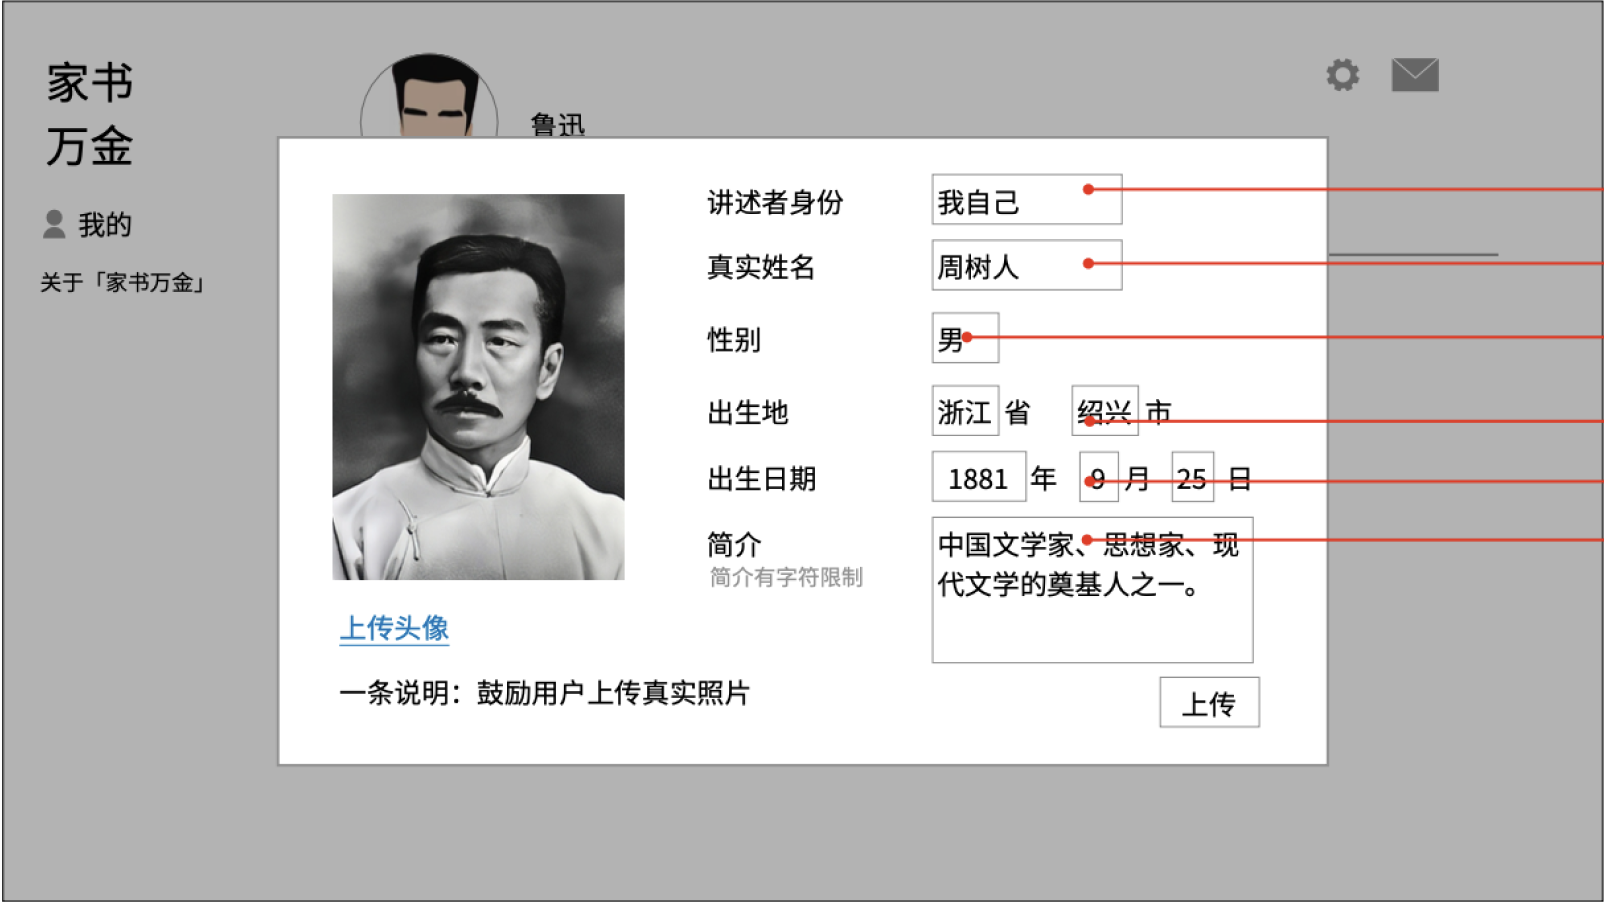 家书
万金
我的
关于「家书万金」
鲁迅
讲述者身份 我自己
真实姓名 周树人
性别 男
出生地 浙江 省 绍兴 市
出生日期 1881 年 9 月 25 日
简介 中国文学家、思想家、现
简介有字符限制 代文学的奠基人之一。
上传头像
一条说明：鼓励用户上传真实照片
上传